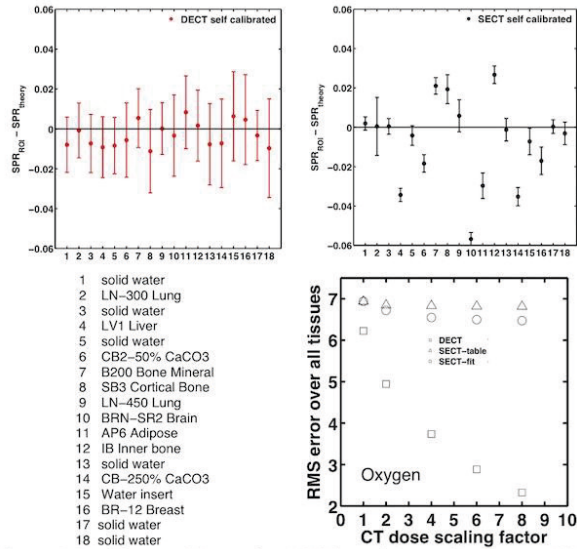 0.06
0.04
0.02
0
-0.02
-0.04
-0.06
SPR_ROI − SPR_theory
DECT self calibrated
1 2 3 4 5 6 7 8 9 10 11 12 13 14 15 16 17 18
0.06
0.04
0.02
0
-0.02
-0.04
-0.06
SPR_ROI − SPR_theory
SECT self calibrated
1 2 3 4 5 6 7 8 9 10 11 12 13 14 15 16 17 18
1 solid water
2 LN−300 Lung
3 solid water
4 LV1 Liver
5 solid water
6 CB2−50% CaCO3
7 B200 Bone Mineral
8 SB3 Cortical Bone
9 LN−450 Lung
10 BRN−SR2 Brain
11 AP6 Adipose
12 IB Inner bone
13 solid water
14 CB−250% CaCO3
15 Water insert
16 BR−12 Breast
17 solid water
18 solid water
RMS error over all tissues
7
6
5
4
3
2
DECT
SECT−table
SECT−fit
Oxygen
0 1 2 3 4 5 6 7 8 9 10
CT dose scaling factor